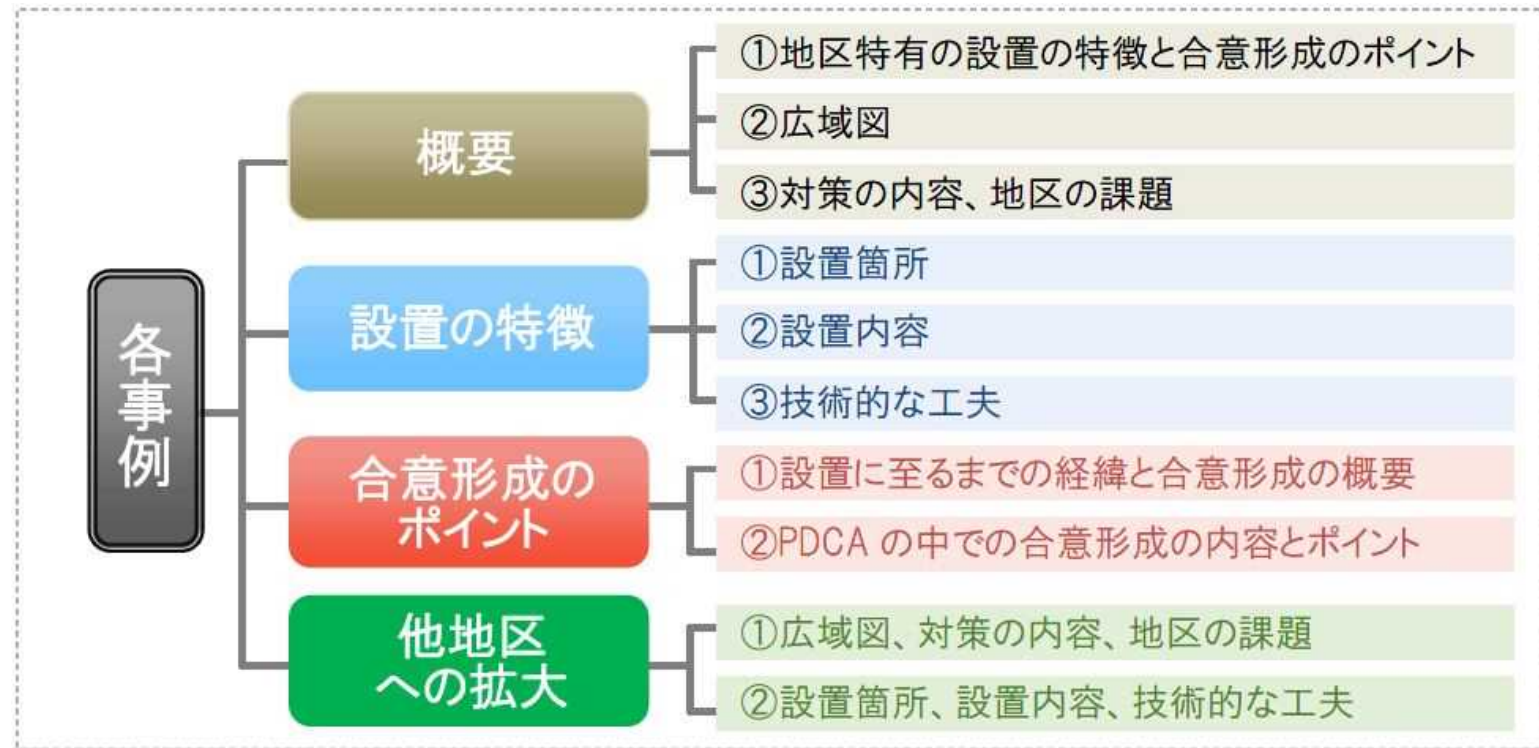 各事例
概要
①地区特有の設置の特徴と合意形成のポイント
②広域図
③対策の内容、地区の課題
設置の特徴
①設置箇所
②設置内容
③技術的な工夫
合意形成の
ポイント
①設置に至るまでの経緯と合意形成の概要
②PDCA の中での合意形成の内容とポイント
他地区
への拡大
①広域図、対策の内容、地区の課題
②設置箇所、設置内容、技術的な工夫